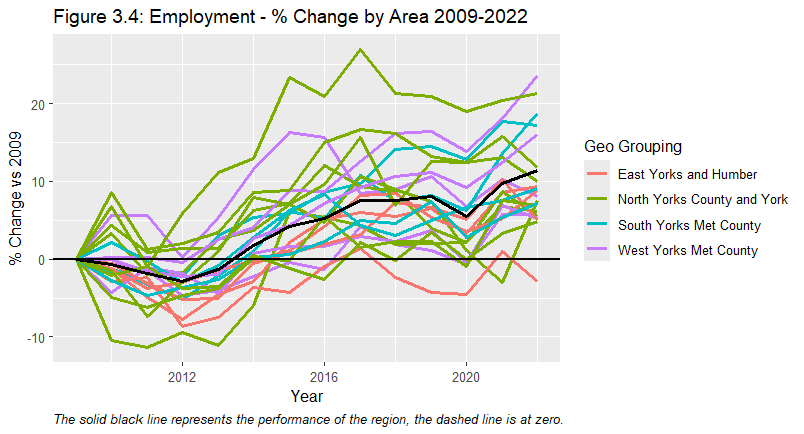 Figure 3.4: Employment - % Change by Area 2009-2022
% Change vs 2009
20
10
0
-10
2012
2016
2020
Year
Geo Grouping
East Yorks and Humber
North Yorks County and York
South Yorks Met County
West Yorks Met County
The solid black line represents the performance of the region, the dashed line is at zero.